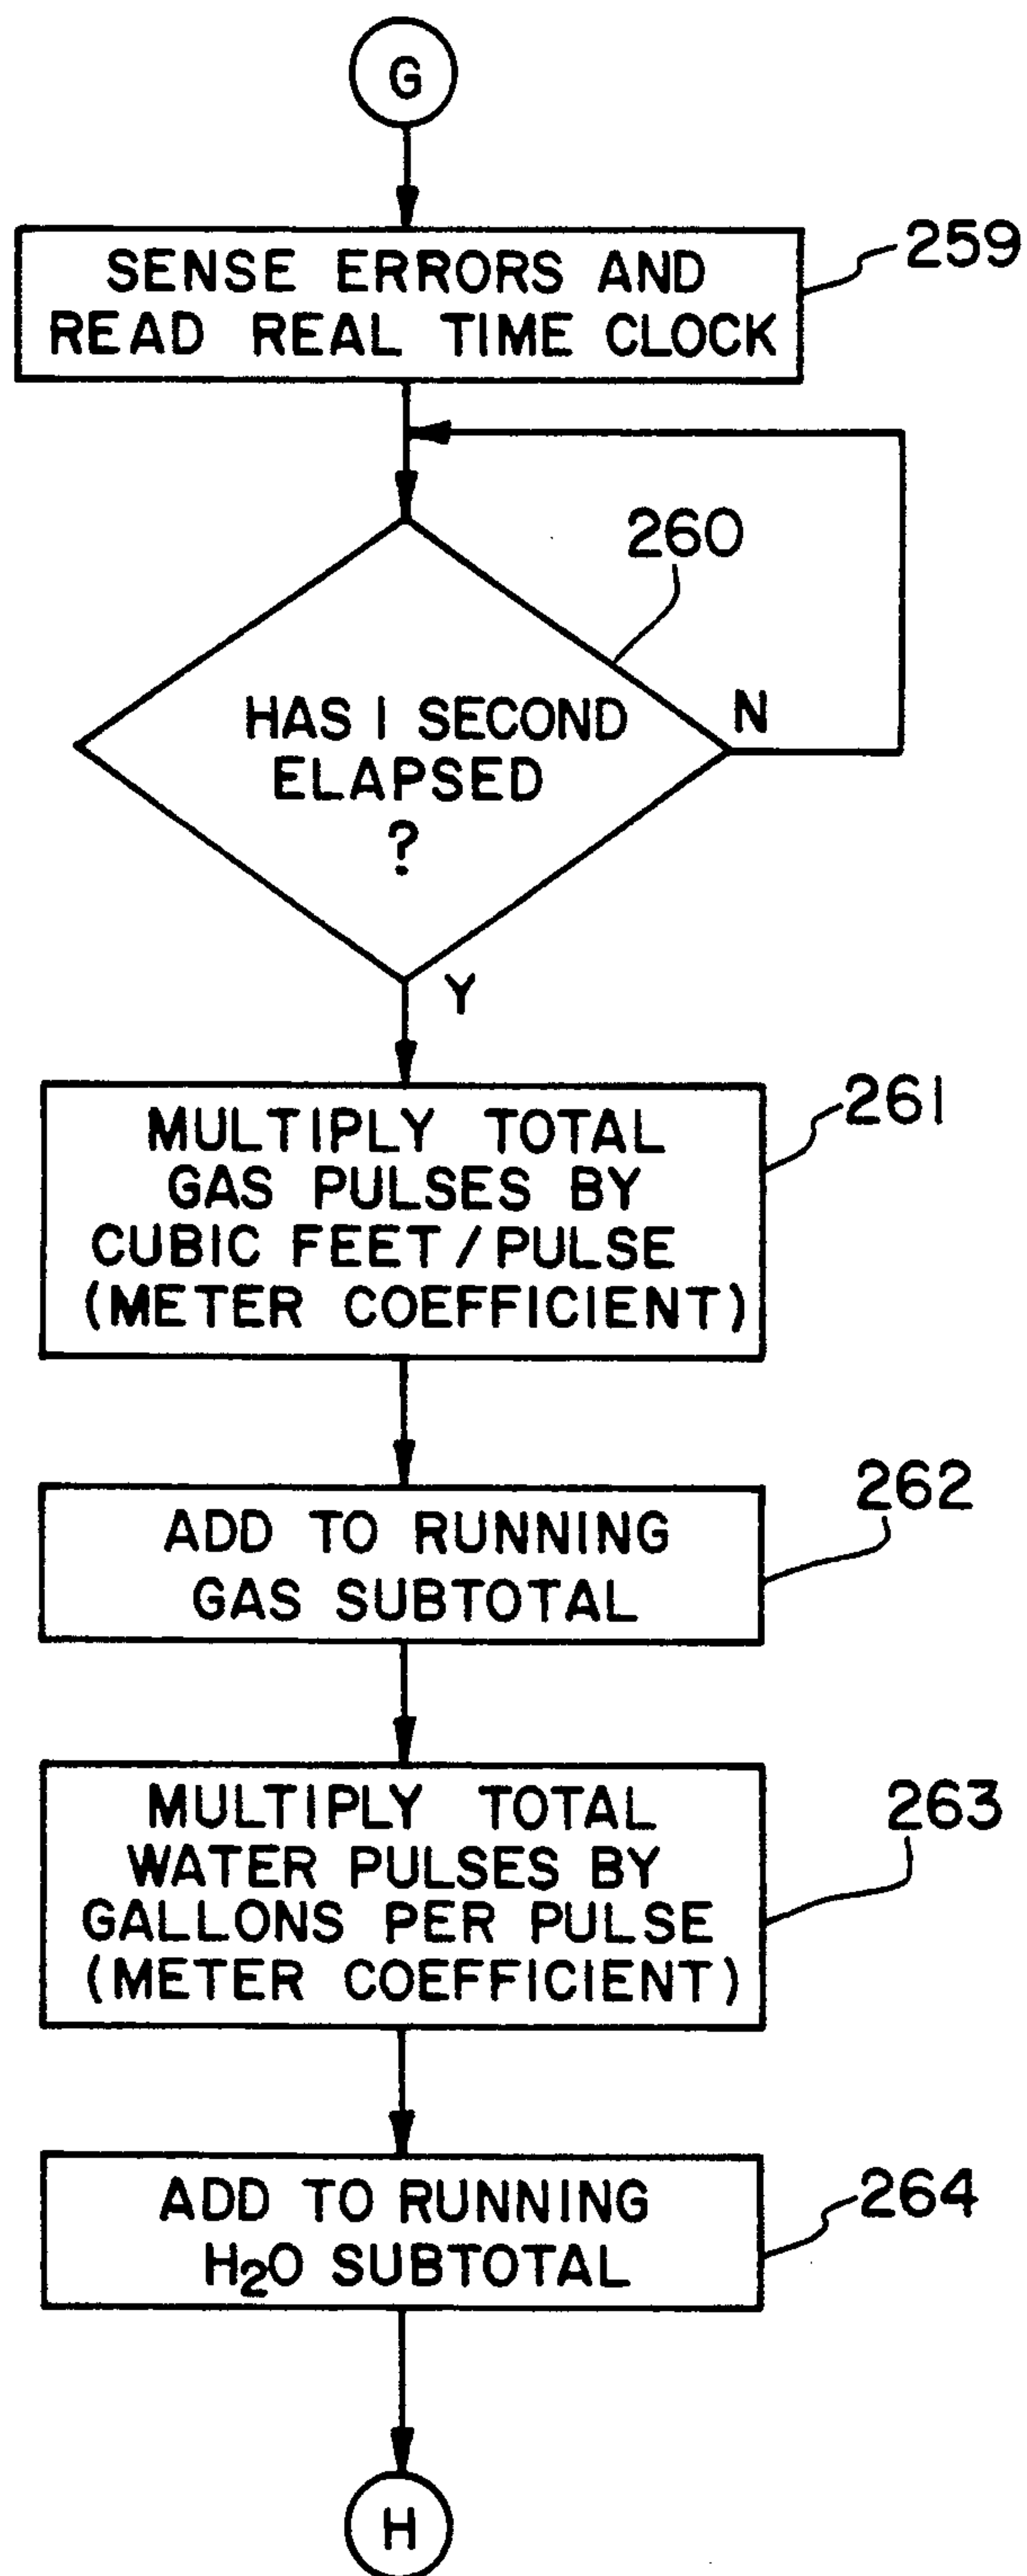 G
SENSE ERRORS AND
READ REAL TIME CLOCK
259
260
HAS 1 SECOND
ELAPSED
?
N
Y
MULTIPLY TOTAL
GAS PULSES BY
CUBIC FEET/PULSE
(METER COEFFICIENT)
261
ADD TO RUNNING
GAS SUBTOTAL
262
MULTIPLY TOTAL
WATER PULSES BY
GALLONS PER PULSE
(METER COEFFICIENT)
263
ADD TO RUNNING
H₂O SUBTOTAL
264
H